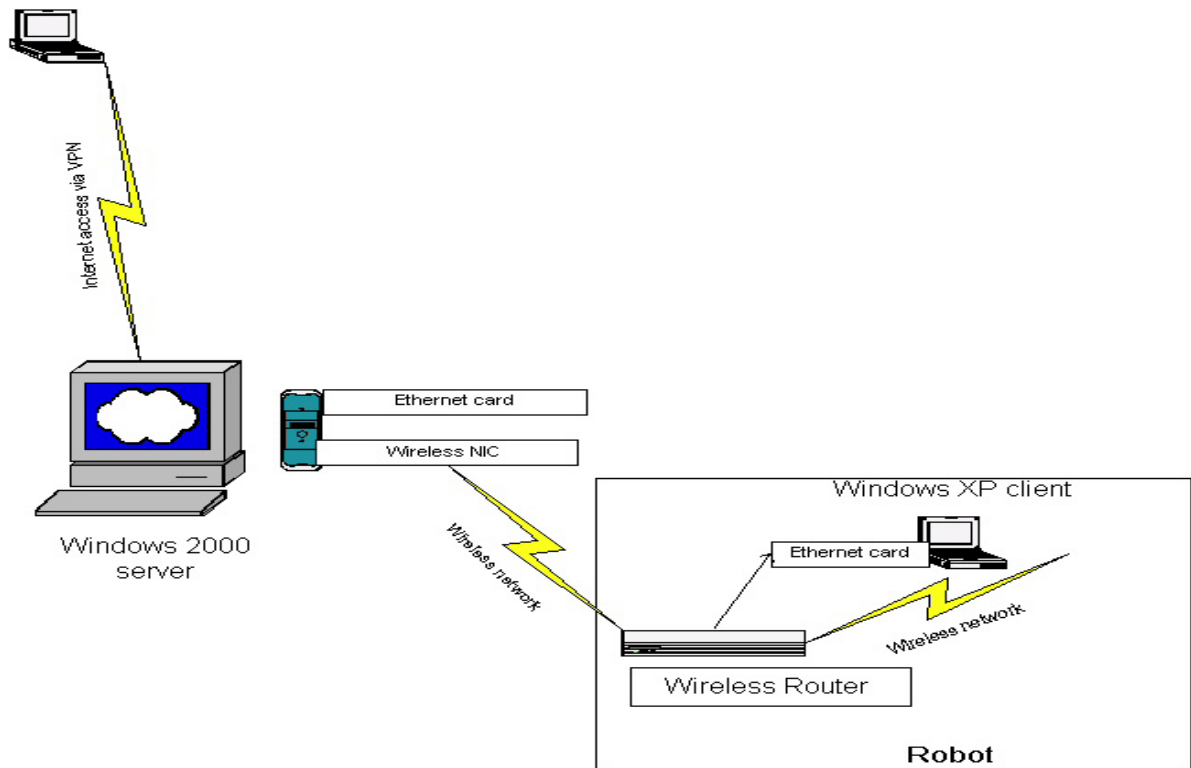 Internet access via VPN
Ethernet card
Wireless NIC
Windows 2000
server
Wireless network
Windows XP client
Ethernet card
Wireless network
Wireless Router
Robot